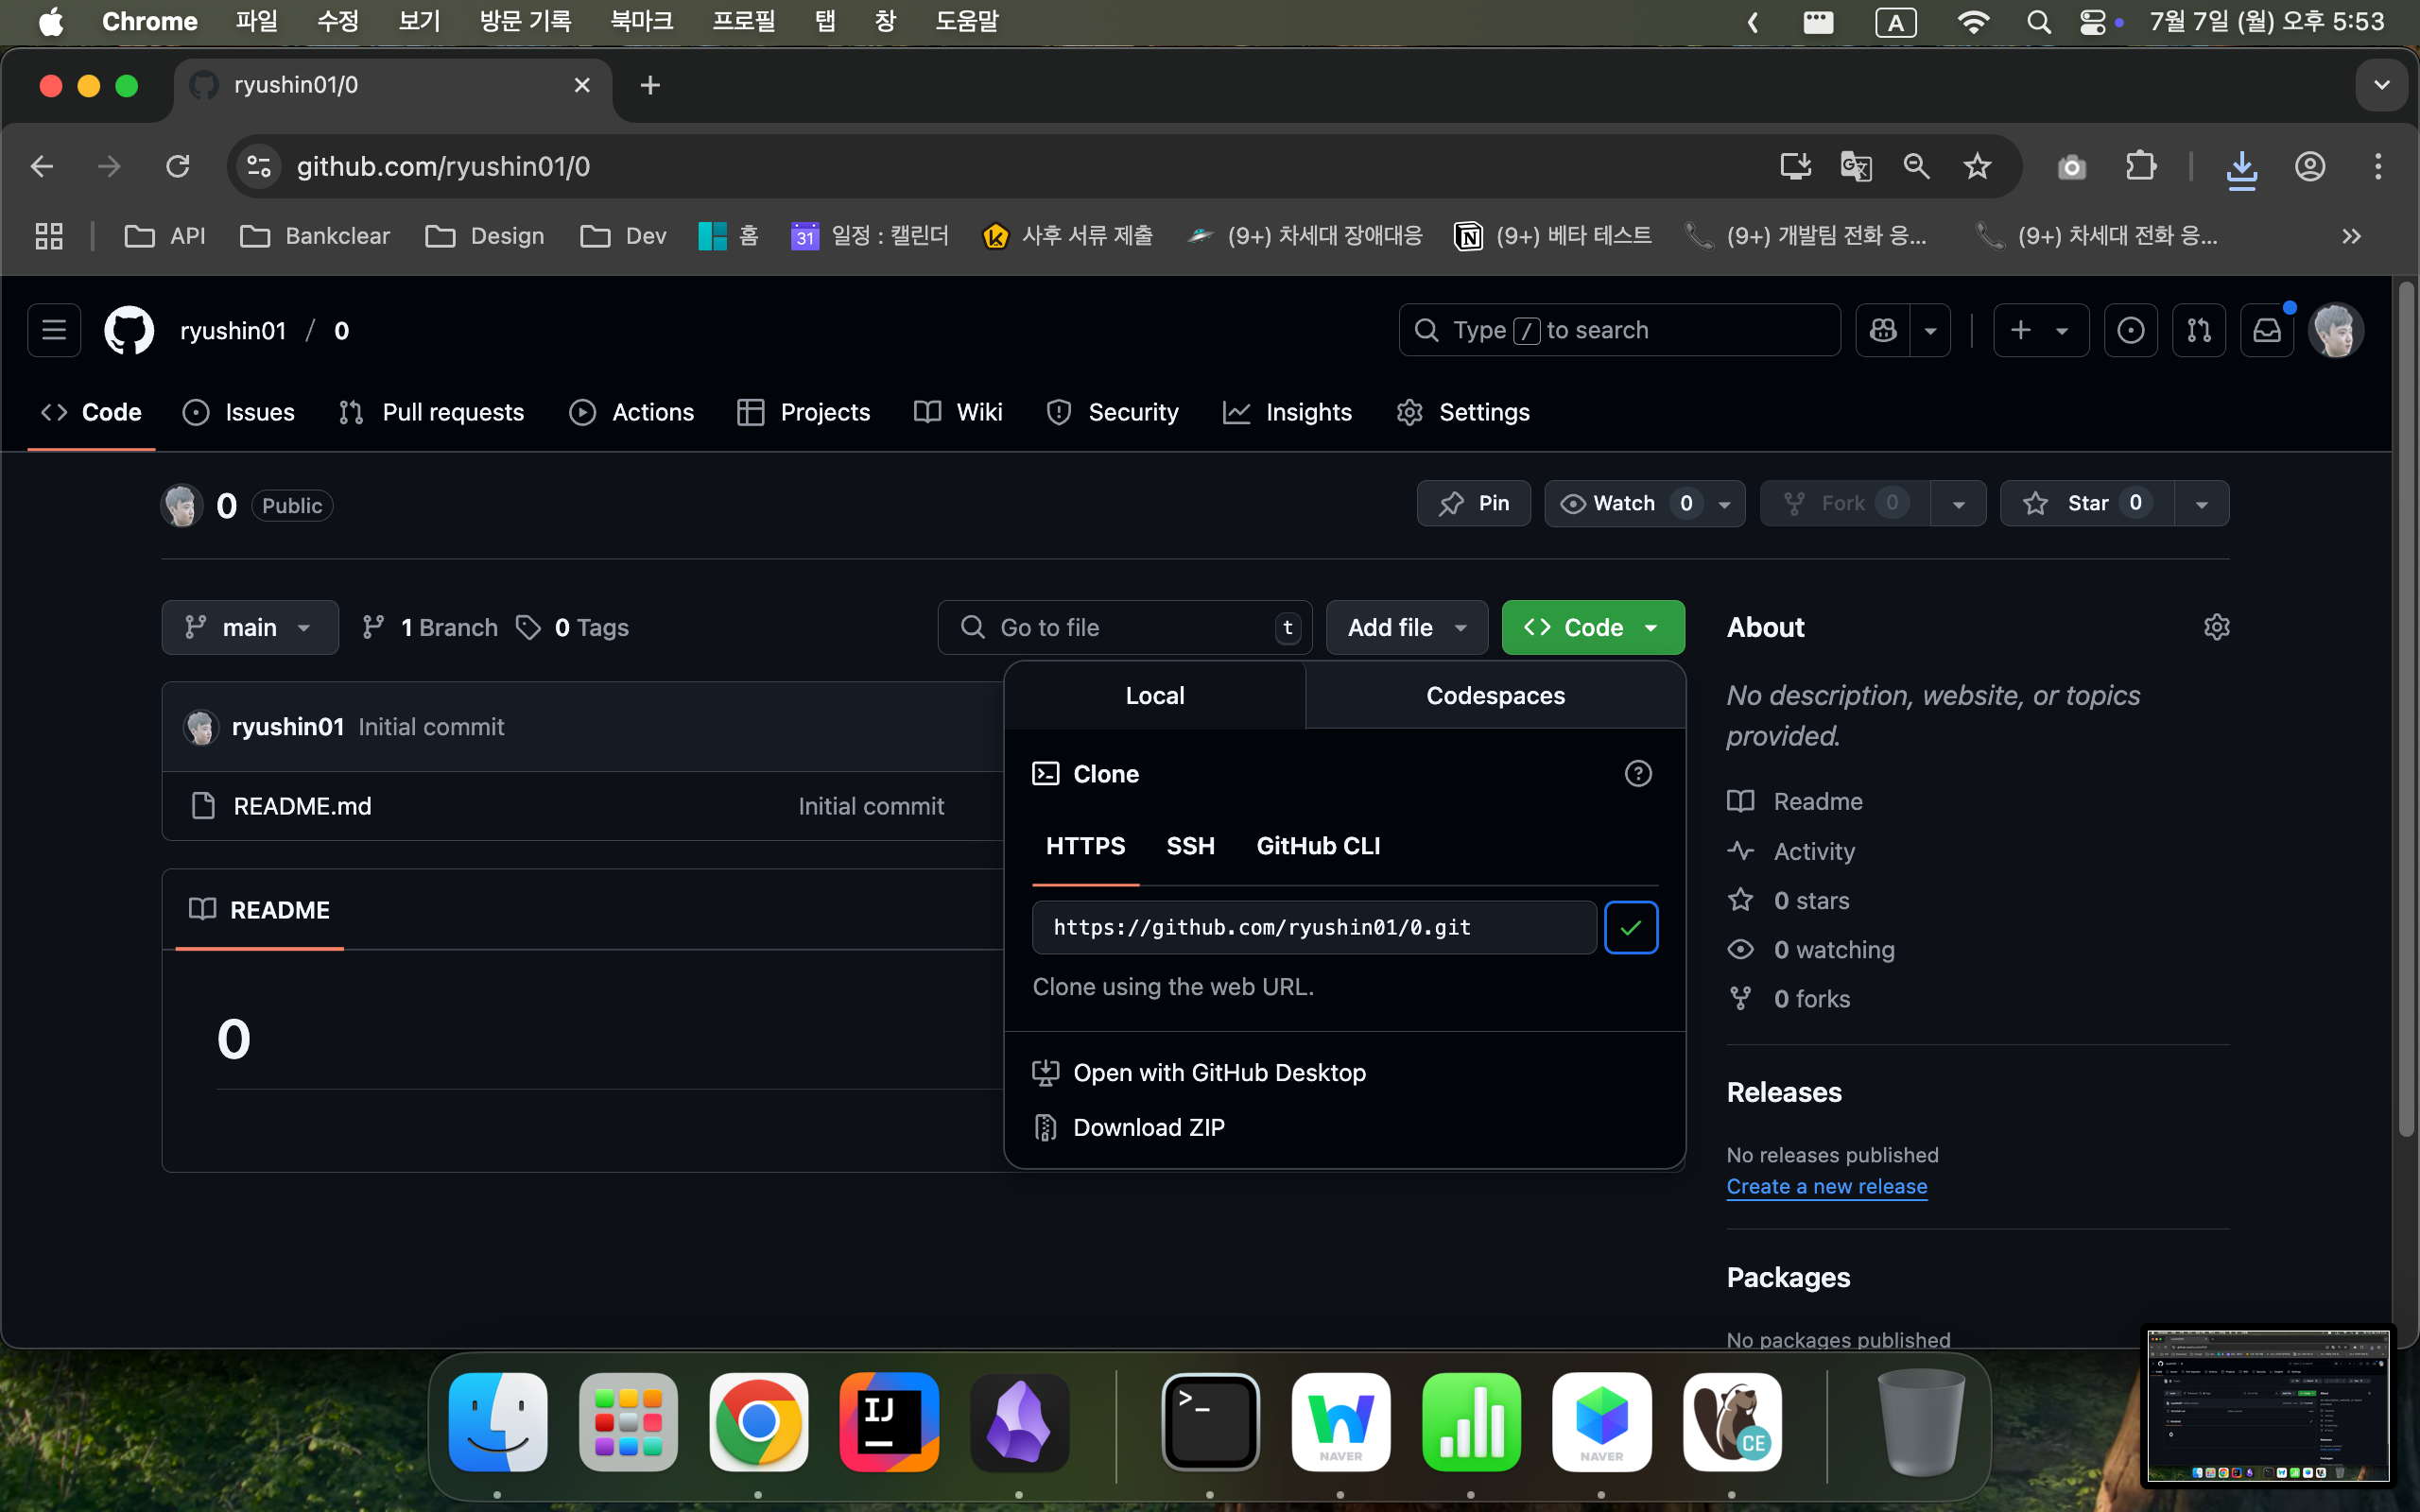 Chrome 파일 수정 보기 방문 기록 북마크 프로필 탭 창 도움말 A 7월 7일 (월) 오후 5:53
ryushin01/0
github.com/ryushin01/0
API Bankclear Design Dev 홈 31 일정 : 캘린더 사후 서류 제출 (9+) 차세대 장애대응 (9+) 베타 테스트 (9+) 개발팀 전화 응... (9+) 차세대 전화 응...
ryushin01 / 0 Type / to search
Code Issues Pull requests Actions Projects Wiki Security Insights Settings
0 Public Pin Watch 0 Fork 0 Star 0
main 1 Branch 0 Tags Go to file t Add file Code About
Local Codespaces
No description, website, or topics
provided.
ryushin01 Initial commit
Clone
Readme
README.md Initial commit
HTTPS SSH GitHub CLI
Activity
0 stars
README
https://github.com/ryushin01/0.git
0 watching
Clone using the web URL.
0 forks
0
Open with GitHub Desktop
Releases
Download ZIP
No releases published
Create a new release
Packages
No packages published
IJ
>_
NAVER
NAVER
CE